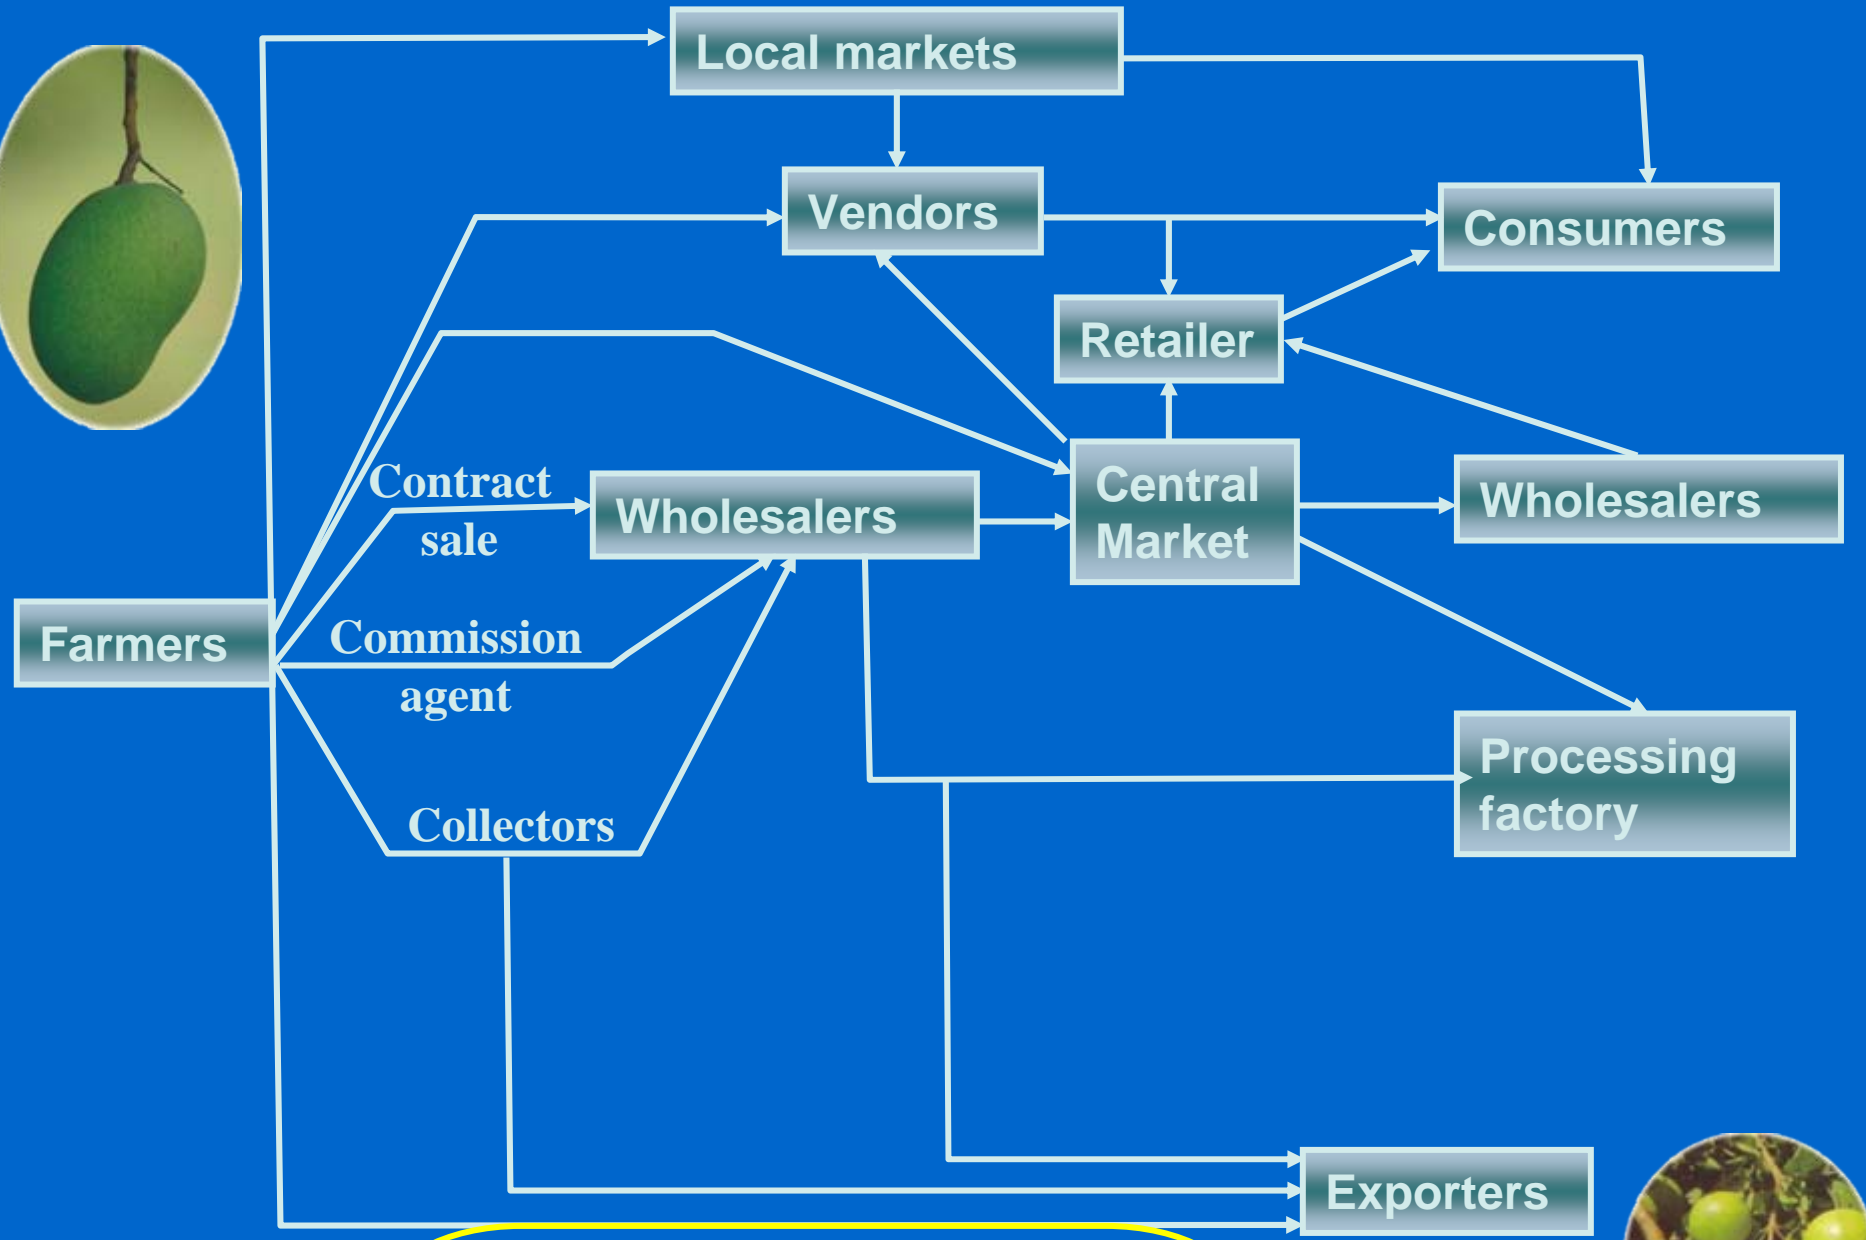 Local markets
Vendors
Consumers
Retailer
Contract
sale
Wholesalers
Central
Market
Wholesalers
Farmers
Commission
agent
Processing
factory
Collectors
Exporters